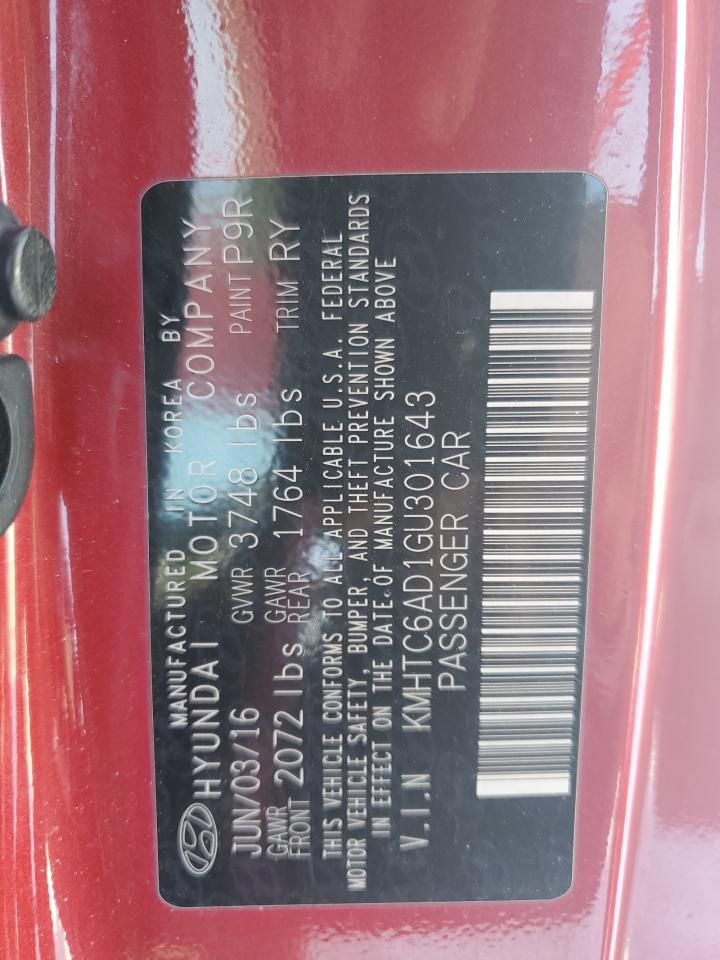 MANUFACTURED IN KOREA BY
HYUNDAI MOTOR COMPANY
JUN/03/16 GVWR 3748 lbs PAINT P9R
GAWR FRONT 2072 lbs GAWR REAR 1764 lbs TRIM RY
THIS VEHICLE CONFORMS TO ALL APPLICABLE U.S.A. FEDERAL
MOTOR VEHICLE SAFETY, BUMPER, AND THEFT PREVENTION STANDARDS
IN EFFECT ON THE DATE OF MANUFACTURE SHOWN ABOVE
V.I.N KMHTC6AD1GU301643
PASSENGER CAR